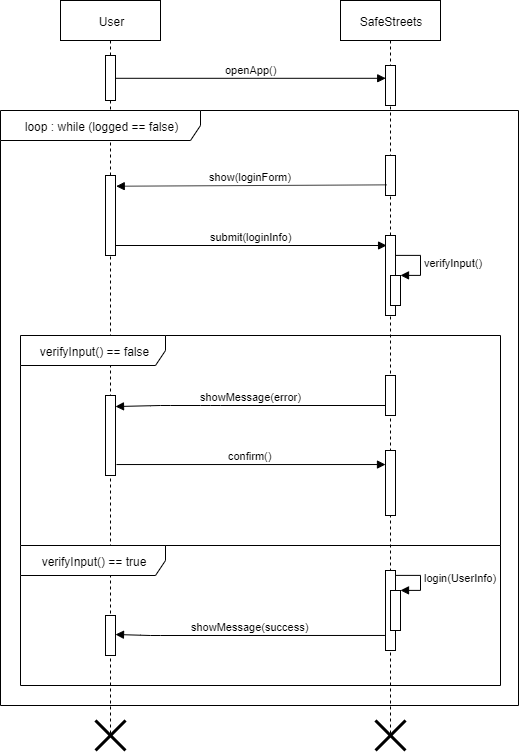 User
SafeStreets
openApp()
loop : while (logged == false)
show(loginForm)
submit(loginInfo)
verifyInput()
verifyInput() == false
showMessage(error)
confirm()
verifyInput() == true
login(UserInfo)
showMessage(success)